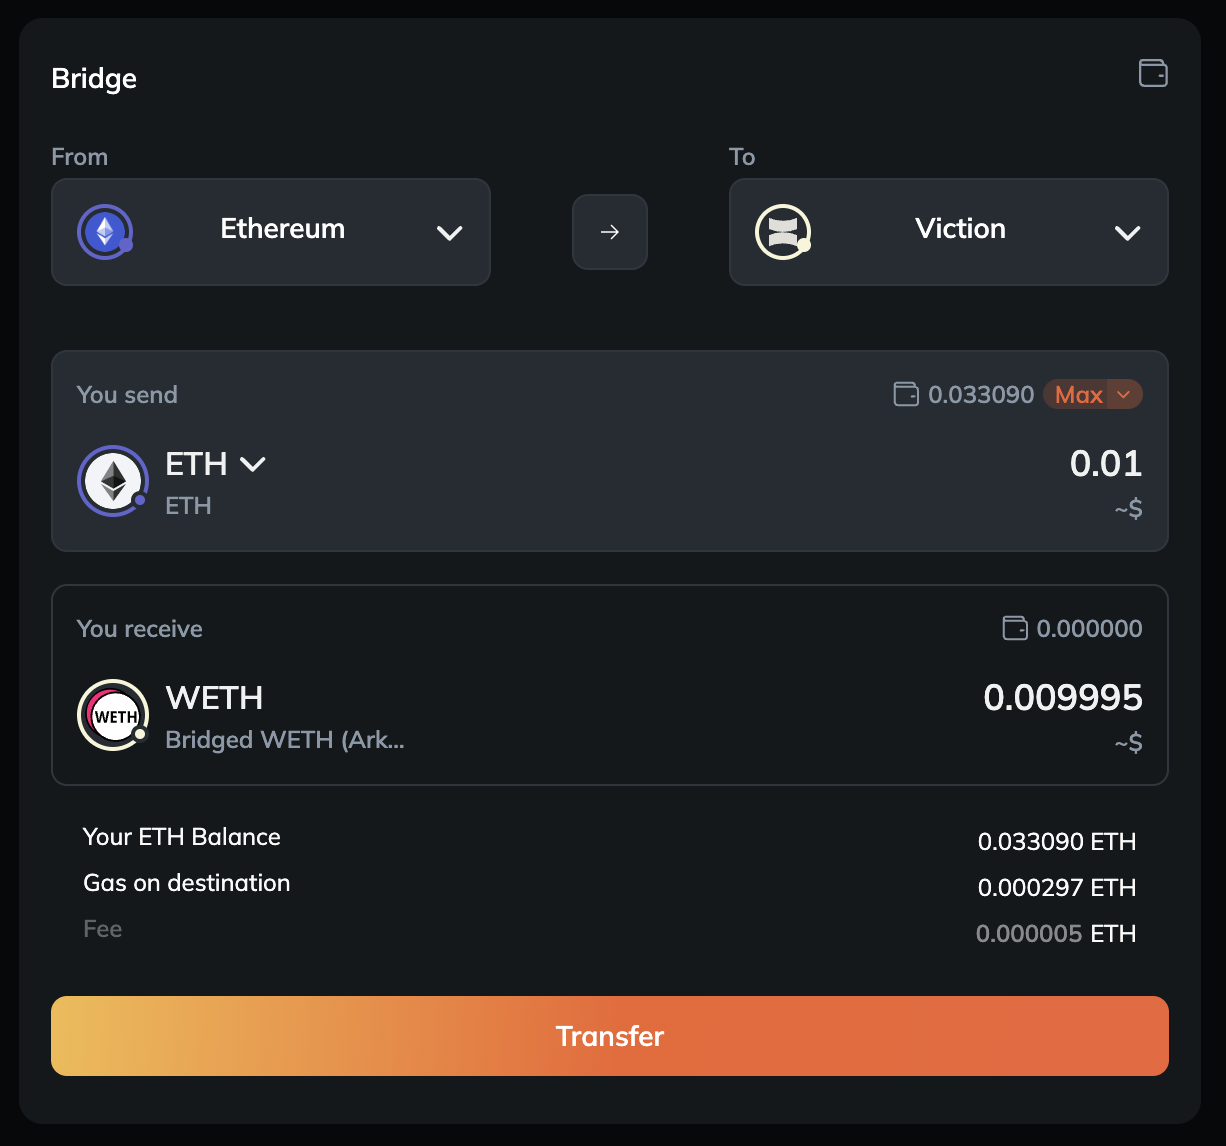 Bridge
From
To
Ethereum
Viction
You send
0.033090 Max
ETH
0.01
ETH
~$
You receive
0.000000
WETH
WETH
0.009995
Bridged WETH (Ark...
~$
Your ETH Balance
0.033090 ETH
Gas on destination
0.000297 ETH
Fee
0.000005 ETH
Transfer